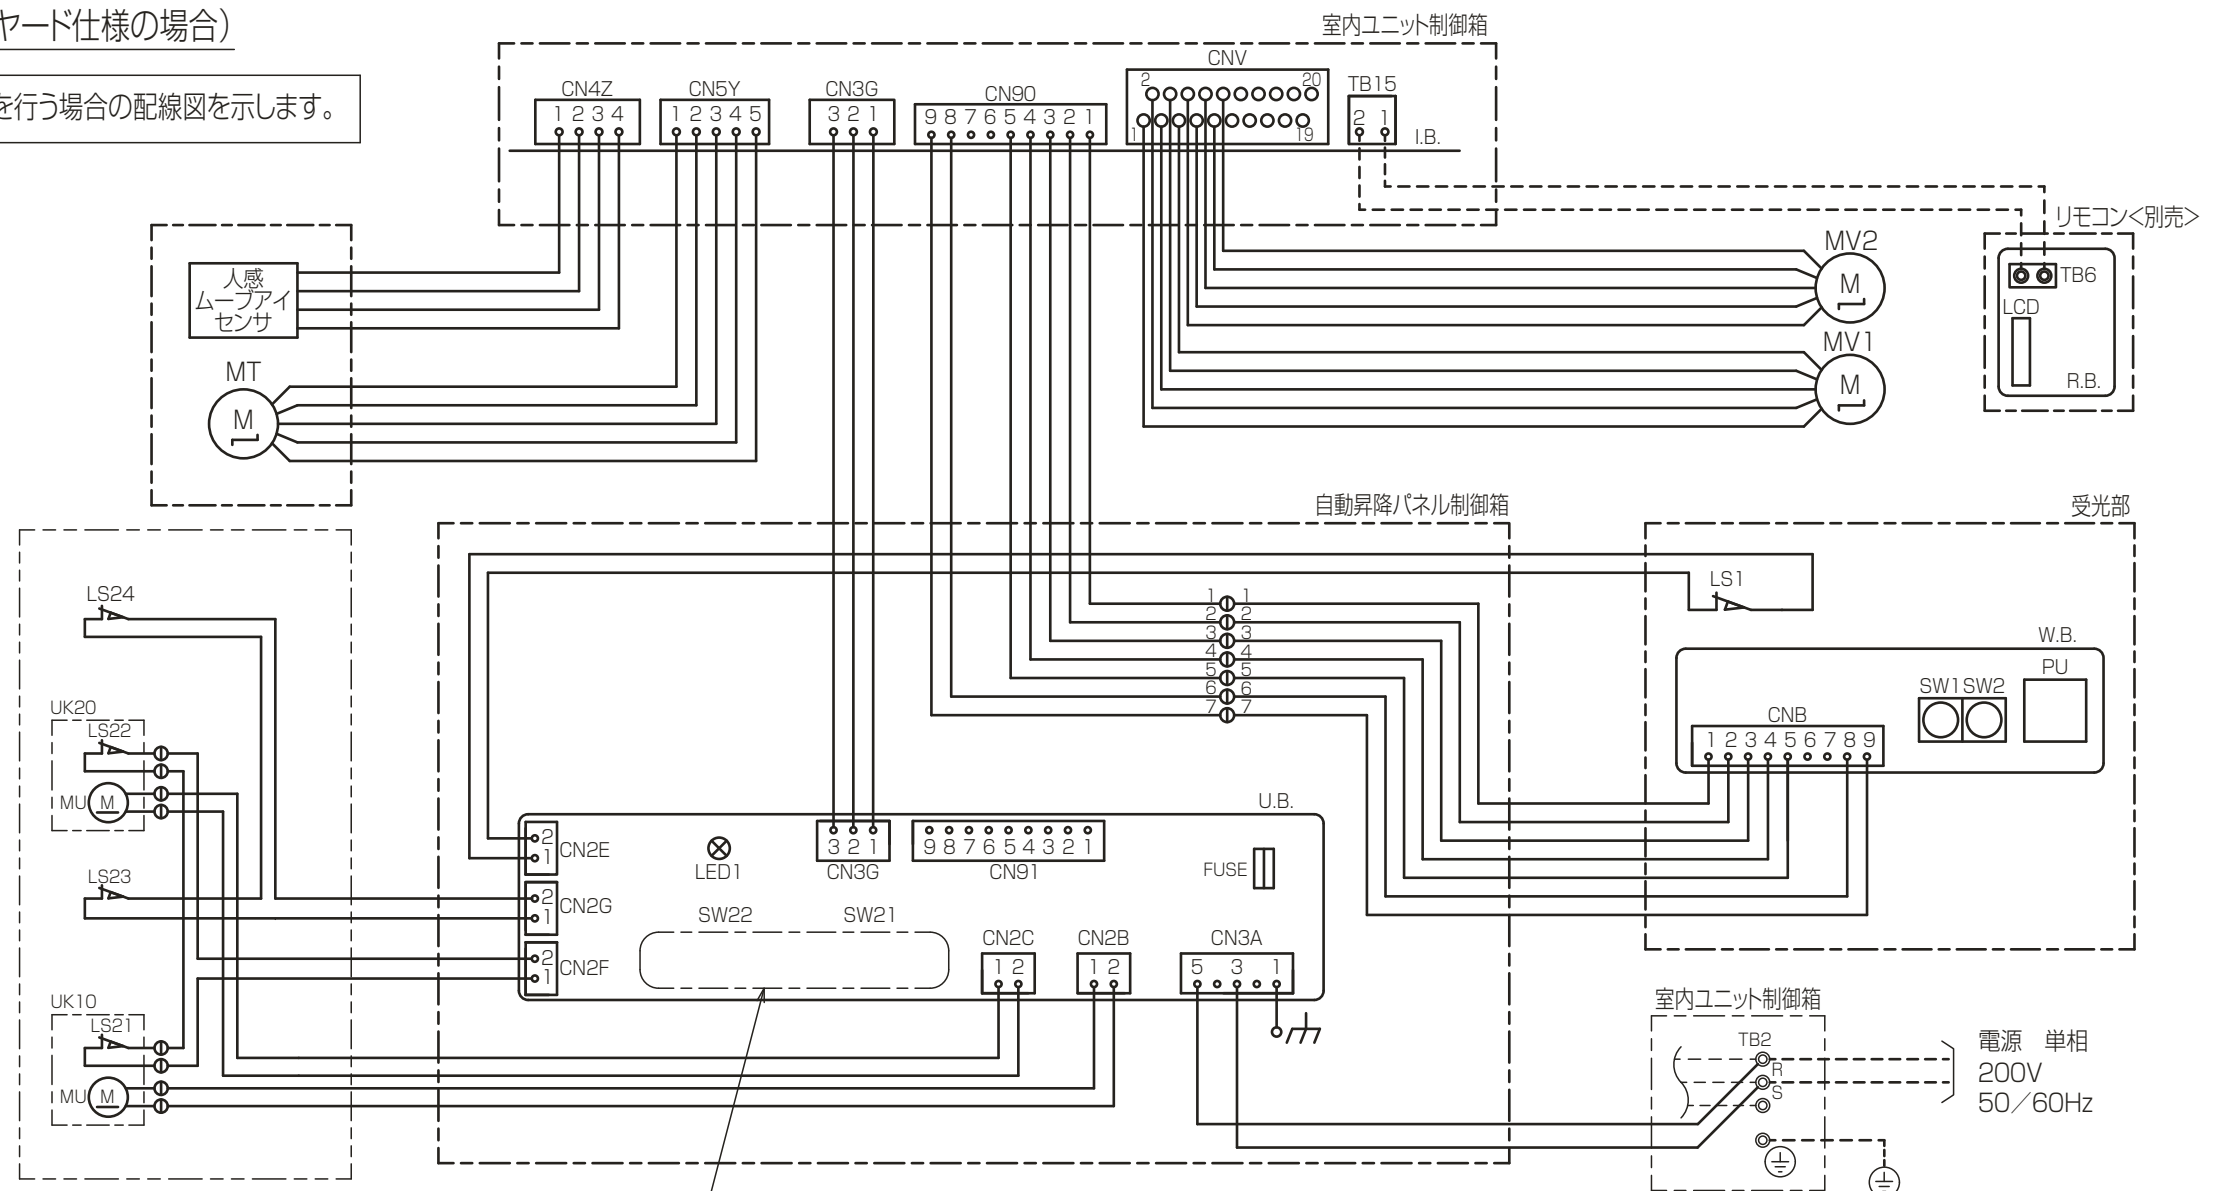 ヤード仕様の場合）
を行う場合の配線図を示します。
室内ユニット制御箱
CN4Z
1 2 3 4
CN5Y
1 2 3 4 5
CN3G
3 2 1
CN90
9 8 7 6 5 4 3 2 1
CNV
2 20
1 19
TB15
2 1
I.B.
リモコン<別売>
TB6
LCD
R.B.
MV2
M
MV1
M
人感
ムーブアイ
センサ
MT
M
自動昇降パネル制御箱
受光部
LS1
W.B.
PU
SW1 SW2
CNB
1 2 3 4 5 6 7 8 9
1 1
2 2
3 3
4 4
5 5
6 6
7 7
LS24
UK20
LS22
MU M
LS23
UK10
LS21
MU M
U.B.
2
1
CN2E
2
1
CN2G
2
1
CN2F
LED1
3 2 1
CN3G
9 8 7 6 5 4 3 2 1
CN91
FUSE
SW22 SW21
CN2C
1 2
CN2B
1 2
CN3A
5 3 1
室内ユニット制御箱
TB2
R
S
電源 単相
200V
50／60Hz